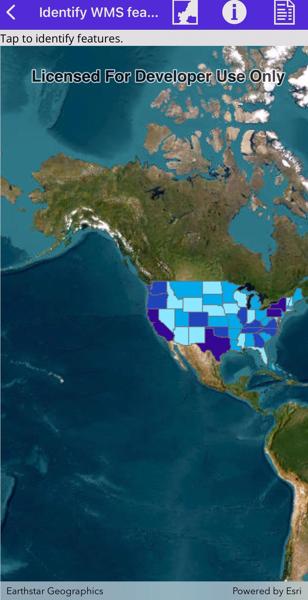 Identify WMS fea...
Tap to identify features.
Licensed For Developer Use Only
Earthstar Geographics
Powered by Esri